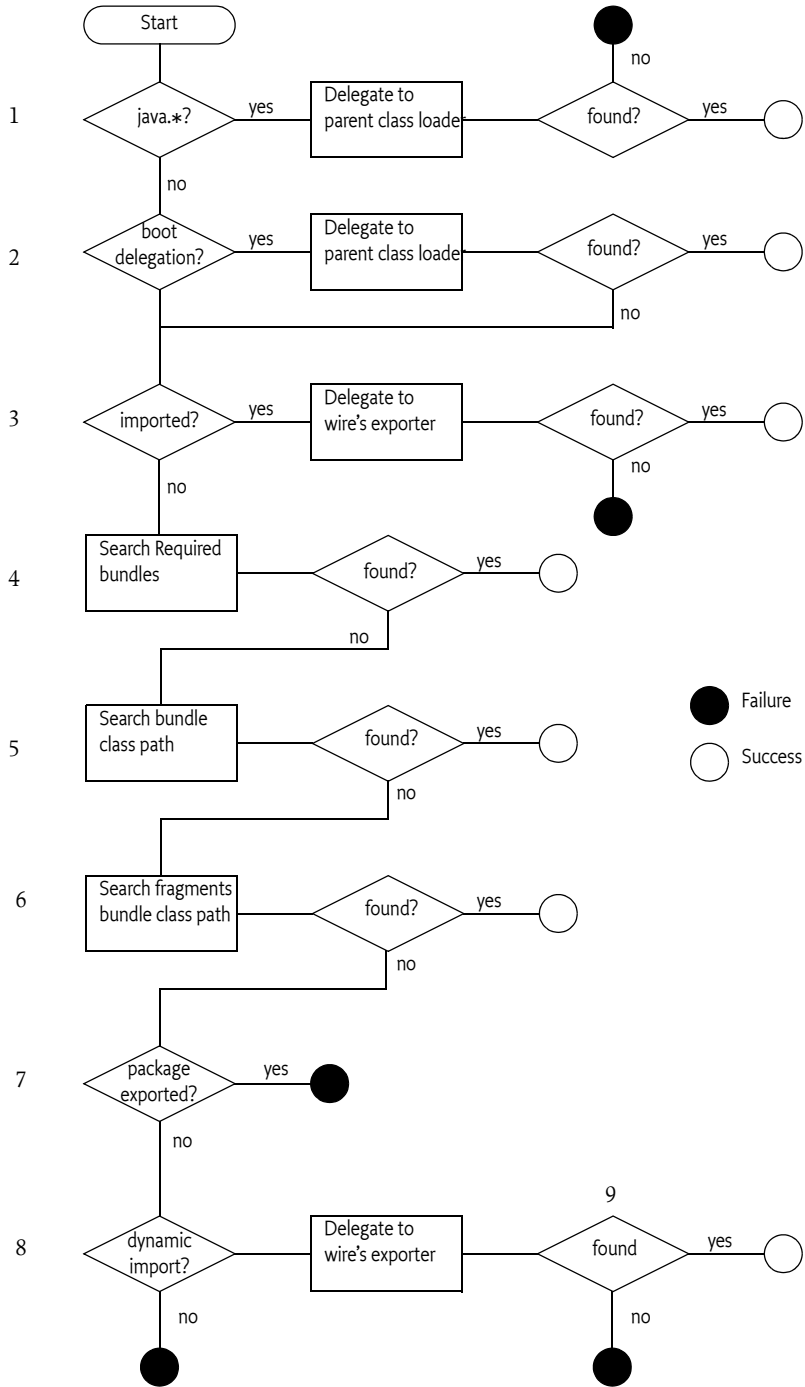 Start
no
1
java.*?
yes
Delegate to
parent class loader
found?
yes
no
2
boot
delegation?
yes
Delegate to
parent class loader
found?
yes
no
3
imported?
yes
Delegate to
wire's exporter
found?
yes
no
no
4
Search Required
bundles
found?
yes
no
5
Search bundle
class path
found?
yes
no
Failure
Success
6
Search fragments
bundle class path
found?
yes
no
7
package
exported?
yes
no
9
8
dynamic
import?
Delegate to
wire's exporter
found
yes
no
no